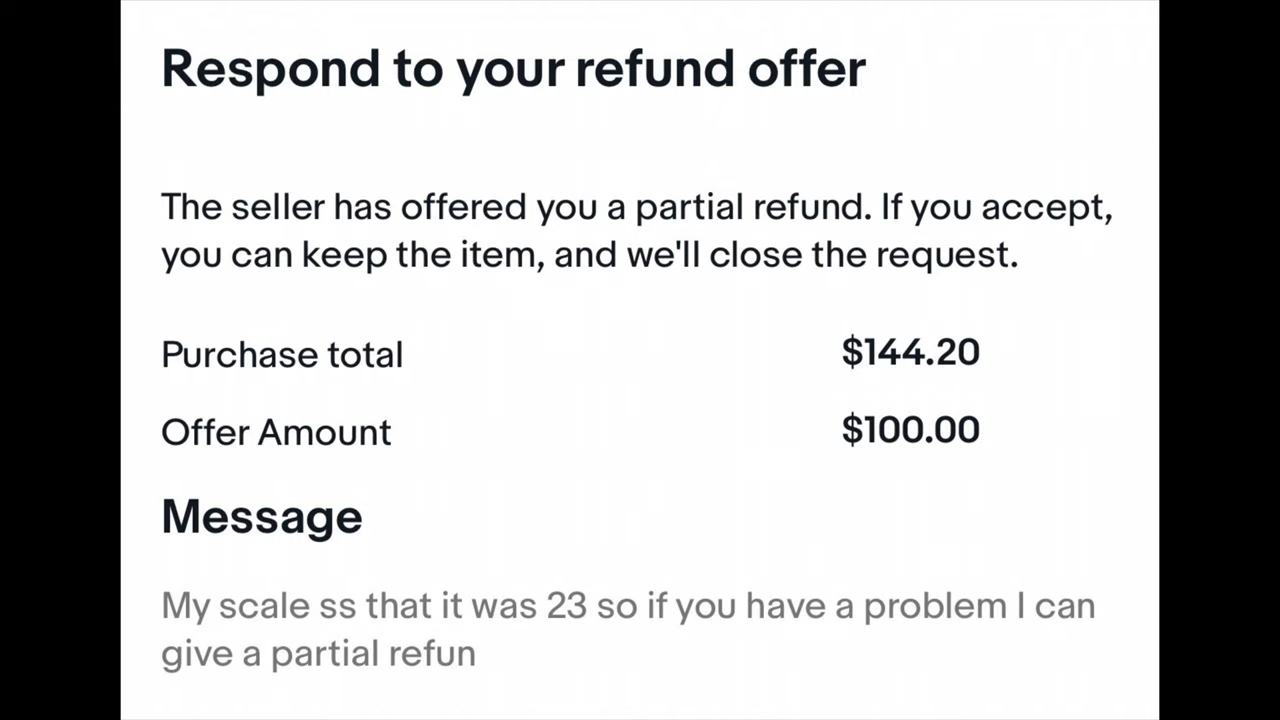 Respond to your refund offer
The seller has offered you a partial refund. If you accept,
you can keep the item, and we'll close the request.
Purchase total $144.20
Offer Amount $100.00
Message
My scale ss that it was 23 so if you have a problem I can
give a partial refun